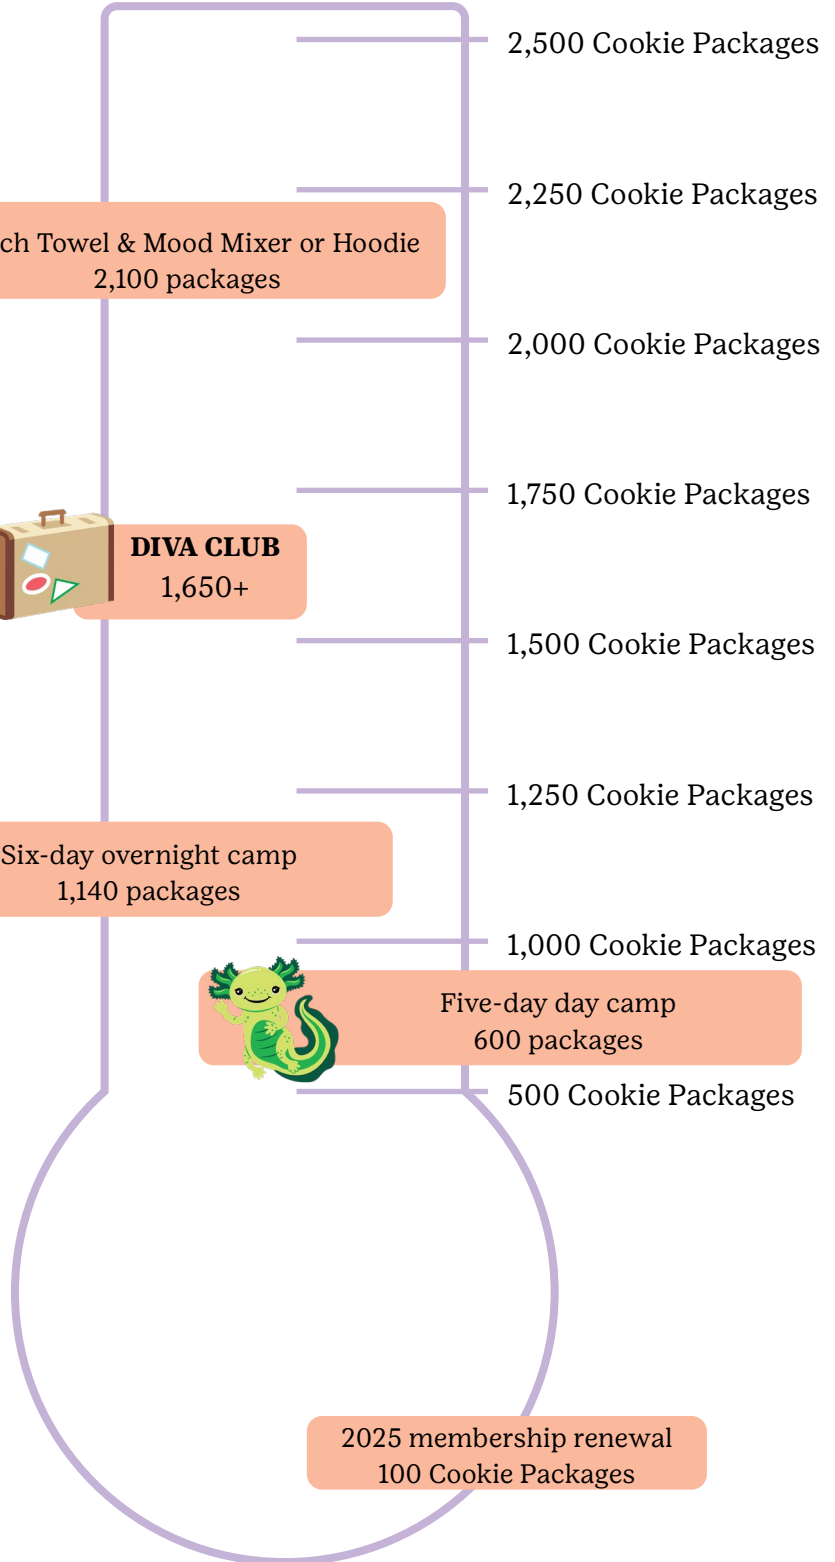 2,500 Cookie Packages
2,250 Cookie Packages
ch Towel & Mood Mixer or Hoodie
2,100 packages
2,000 Cookie Packages
1,750 Cookie Packages
DIVA CLUB
1,650+
1,500 Cookie Packages
1,250 Cookie Packages
Six-day overnight camp
1,140 packages
1,000 Cookie Packages
Five-day day camp
600 packages
500 Cookie Packages
2025 membership renewal
100 Cookie Packages